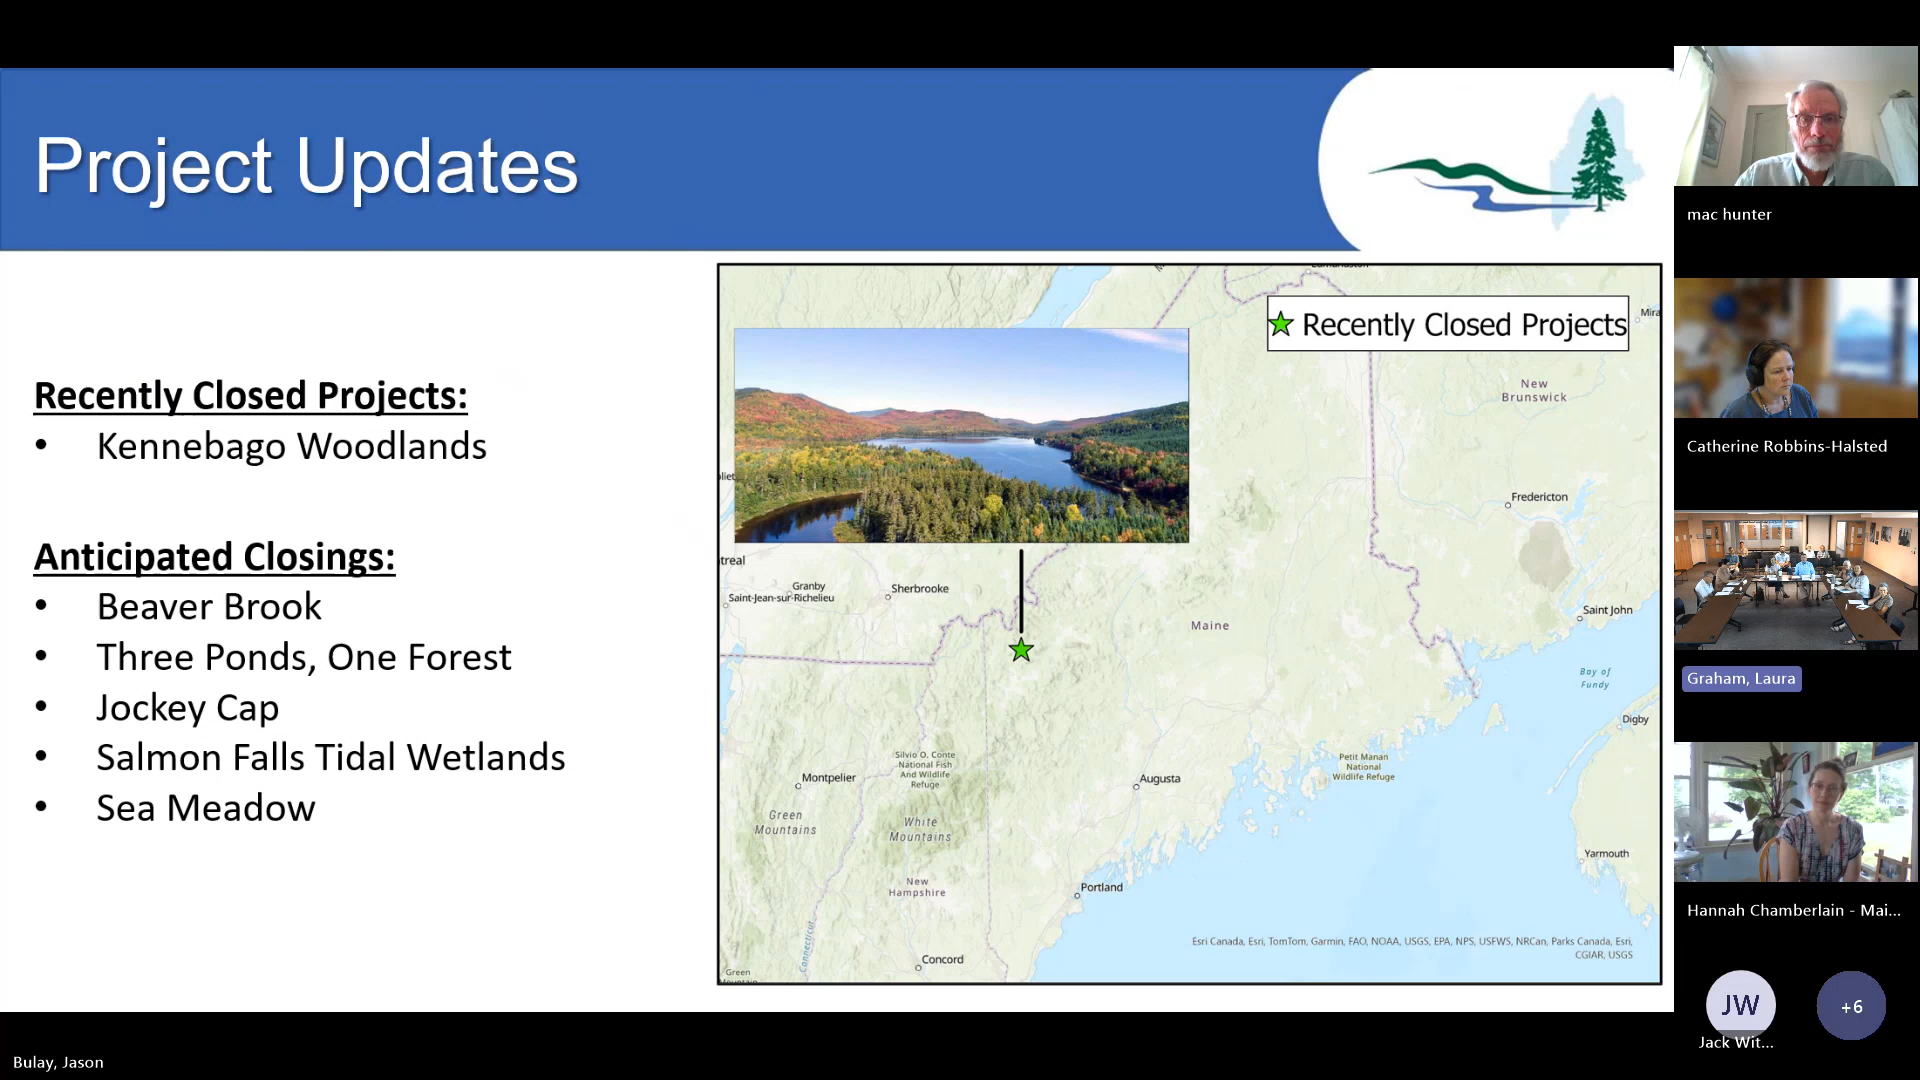 Project Updates
Recently Closed Projects:
• Kennebago Woodlands
Anticipated Closings:
• Beaver Brook
• Three Ponds, One Forest
• Jockey Cap
• Salmon Falls Tidal Wetlands
• Sea Meadow
Recently Closed Projects
New
Brunswick
Fredericton
Granby
Saint-Jean-sur-Richelieu
Sherbrooke
Maine
Saint John
Bay of
Fundy
Digby
Silvio O. Conte
National Fish
And Wildlife
Refuge
Montpelier
Petit Manan
National
Wildlife Refuge
Augusta
Green
Mountains
White
Mountains
Yarmouth
New
Hampshire
Portland
Connecticut
Concord
Esri Canada, Esri, TomTom, Garmin, FAO, NOAA, USGS, EPA, NPS, USFWS, NRCan, Parks Canada, Esri,
CGIAR, USGS
Green
mac hunter
Catherine Robbins-Halsted
Graham, Laura
Hannah Chamberlain - Mai...
JW
+6
Jack Wit...
Bulay, Jason